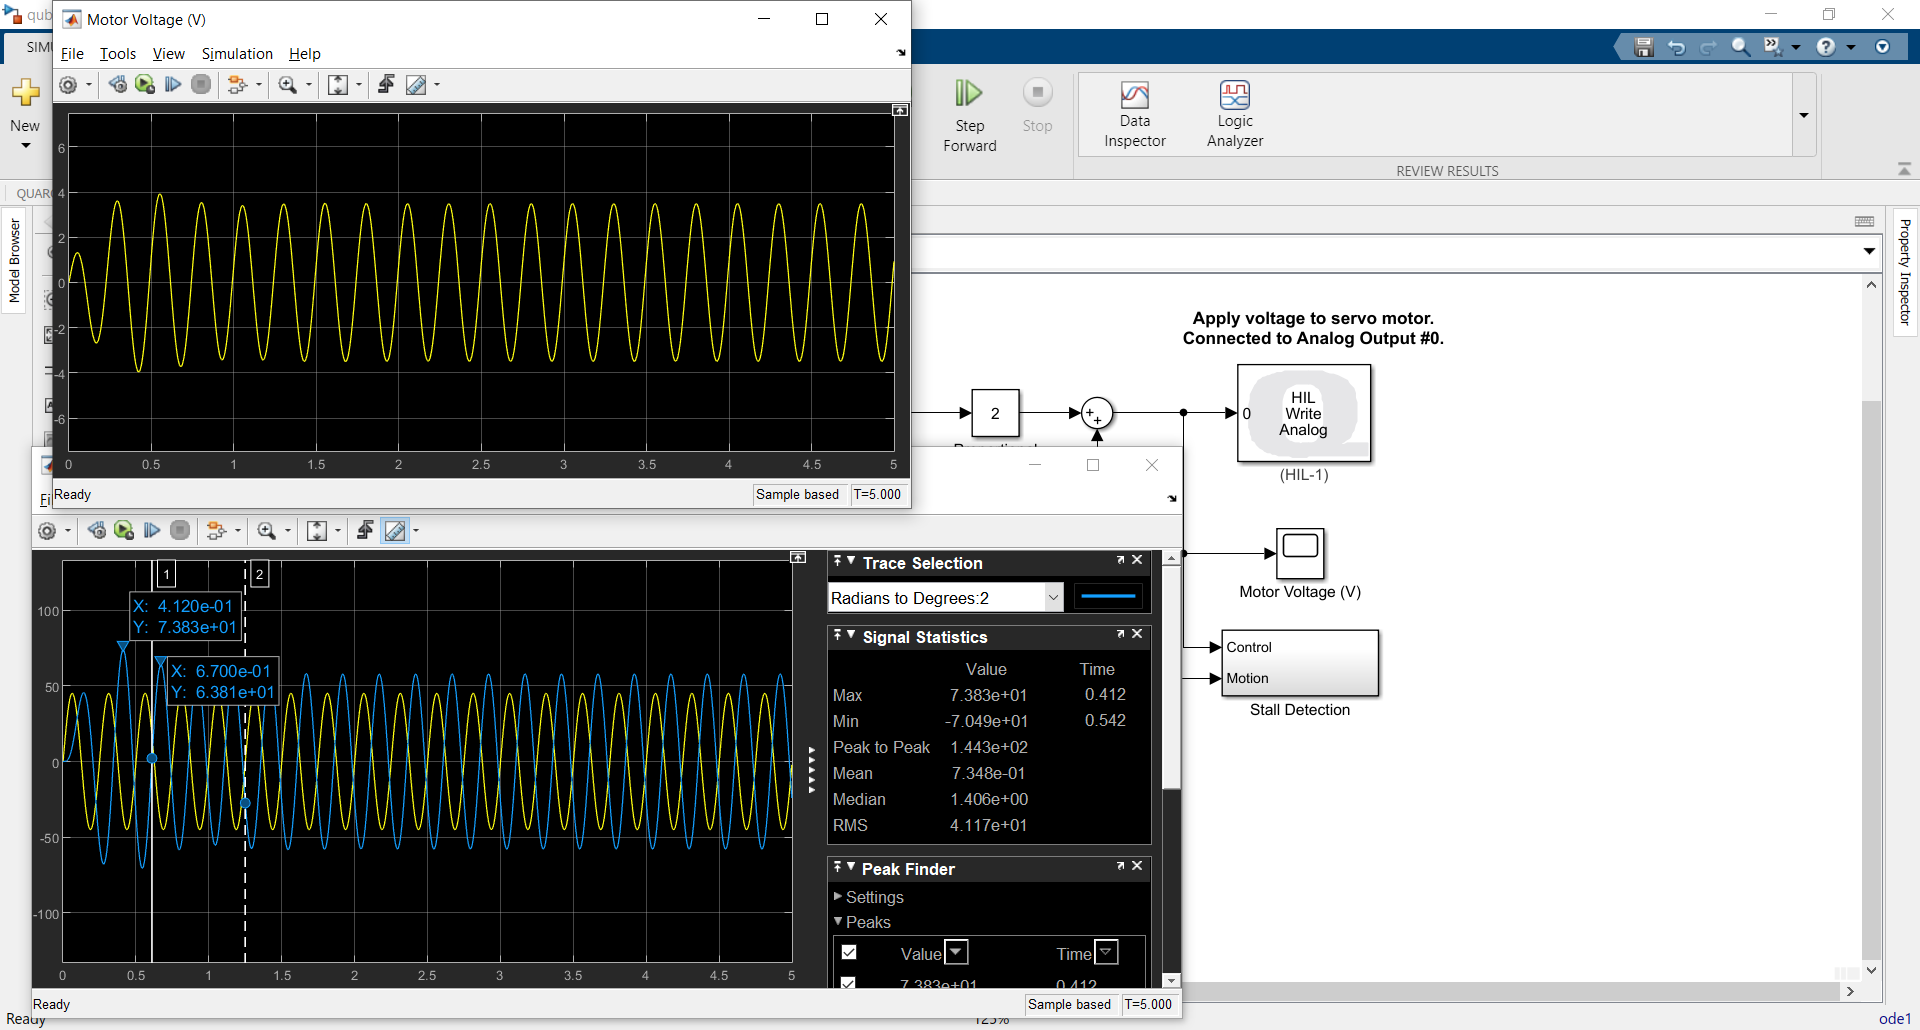 Motor Voltage (V)
File Tools View Simulation Help
qub
SIM
New
QUAR
Model Browser
6
4
2
0
-2
-4
-6
0 0.5 1 1.5 2 2.5 3 3.5 4 4.5 5
Ready
Sample based
T=5.000
Step Forward
Stop
Data Inspector
Logic Analyzer
REVIEW RESULTS
Property Inspector
Apply voltage to servo motor.
Connected to Analog Output #0.
2
+
+
0
HIL
Write
Analog
(HIL-1)
Motor Voltage (V)
Control
Motion
Stall Detection
Fi
1
2
X: 4.120e-01
Y: 7.383e+01
X: 6.700e-01
Y: 6.381e+01
100
50
0
-50
-100
0 0.5 1 1.5 2 2.5 3 3.5 4 4.5 5
Trace Selection
Radians to Degrees:2
Signal Statistics
Value Time
Max 7.383e+01 0.412
Min -7.049e+01 0.542
Peak to Peak 1.443e+02
Mean 7.348e-01
Median 1.406e+00
RMS 4.117e+01
Peak Finder
Settings
Peaks
Value Time
7.383e+01 0.412
Ready
Sample based
T=5.000
Ready
125%
ode1